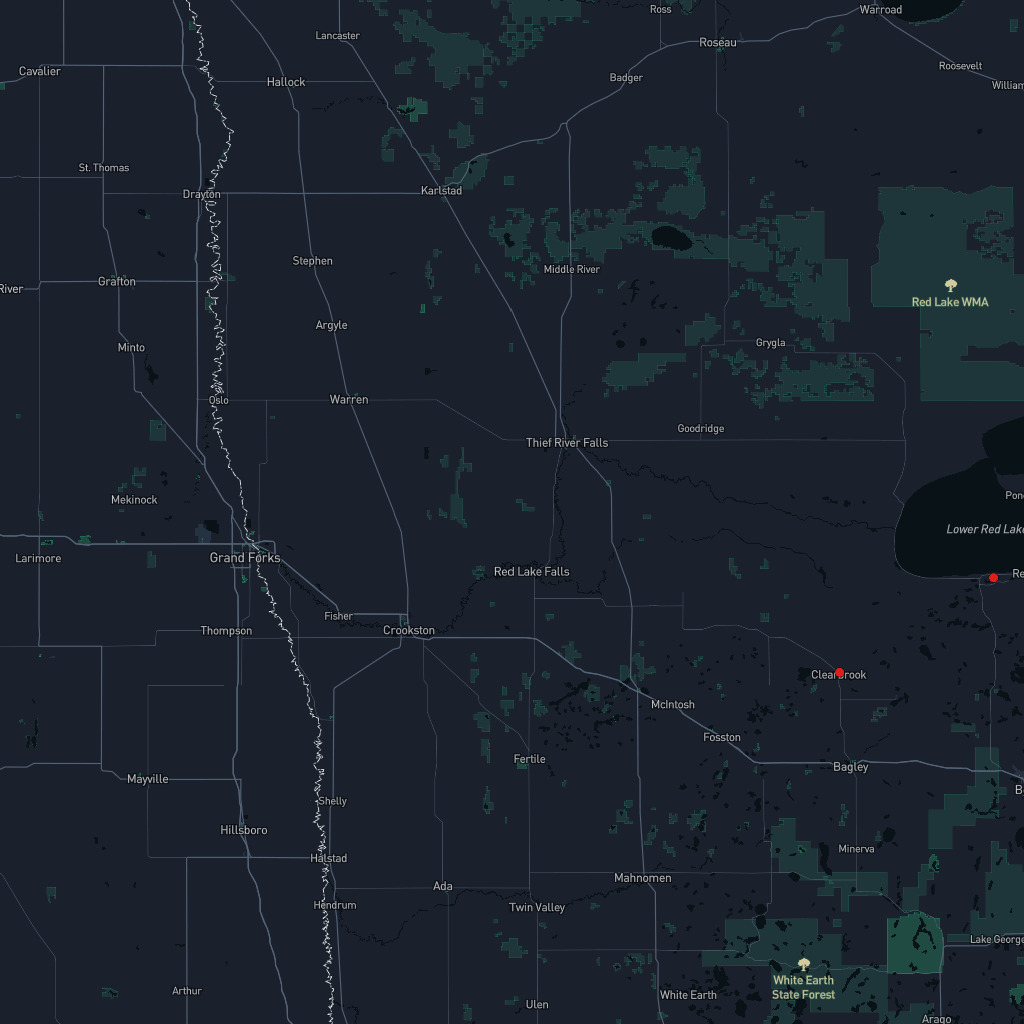 Ross
Warroad
Lancaster
Roseau
Roosevelt
Cavalier
Badger
Hallock
William
St. Thomas
Drayton
Karlstad
Stephen
Middle River
Grafton
River
Red Lake WMA
Argyle
Minto
Grygla
Oslo
Warren
Goodridge
Thief River Falls
Mekinock
Pon
Lower Red Lake
Larimore
Grand Forks
Red Lake Falls
Re
Fisher
Thompson
Crookston
Clearbrook
McIntosh
Fosston
Fertile
Bagley
Mayville
B
Shelly
Hillsboro
Minerva
Halstad
Mahnomen
Ada
Hendrum
Twin Valley
Lake George
White Earth
State Forest
Arthur
White Earth
Ulen
Arago